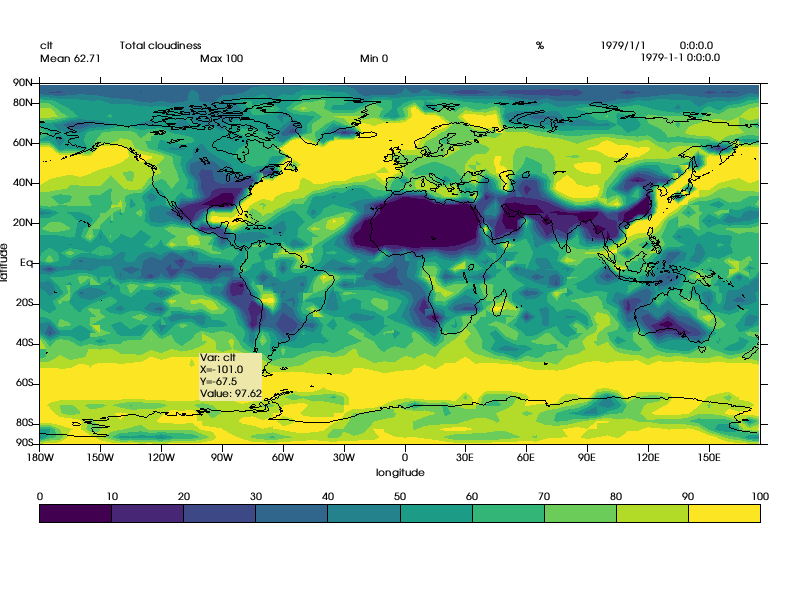 clt Total cloudiness % 1979/1/1 0:0:0.0
Mean 62.71 Max 100 Min 0 1979-1-1 0:0:0.0
90N
80N
60N
40N
20N
Eq
20S
40S
60S
80S
90S
latitude
Var: clt
X=-101.0
Y=-67.5
Value: 97.62
180W 150W 120W 90W 60W 30W 0 30E 60E 90E 120E 150E
longitude
0 10 20 30 40 50 60 70 80 90 100